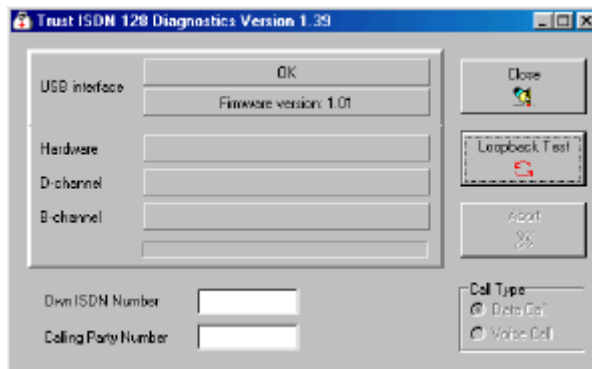 Trust ISDN 128 Diagnostics Version 1.39
USB interface
OK
Firmware version: 1.01
Hardware
D-channel
B-channel
Close
Loopback Test
Abort
Own ISDN Number
Calling Party Number
Call Type
Data Call
Voice Call